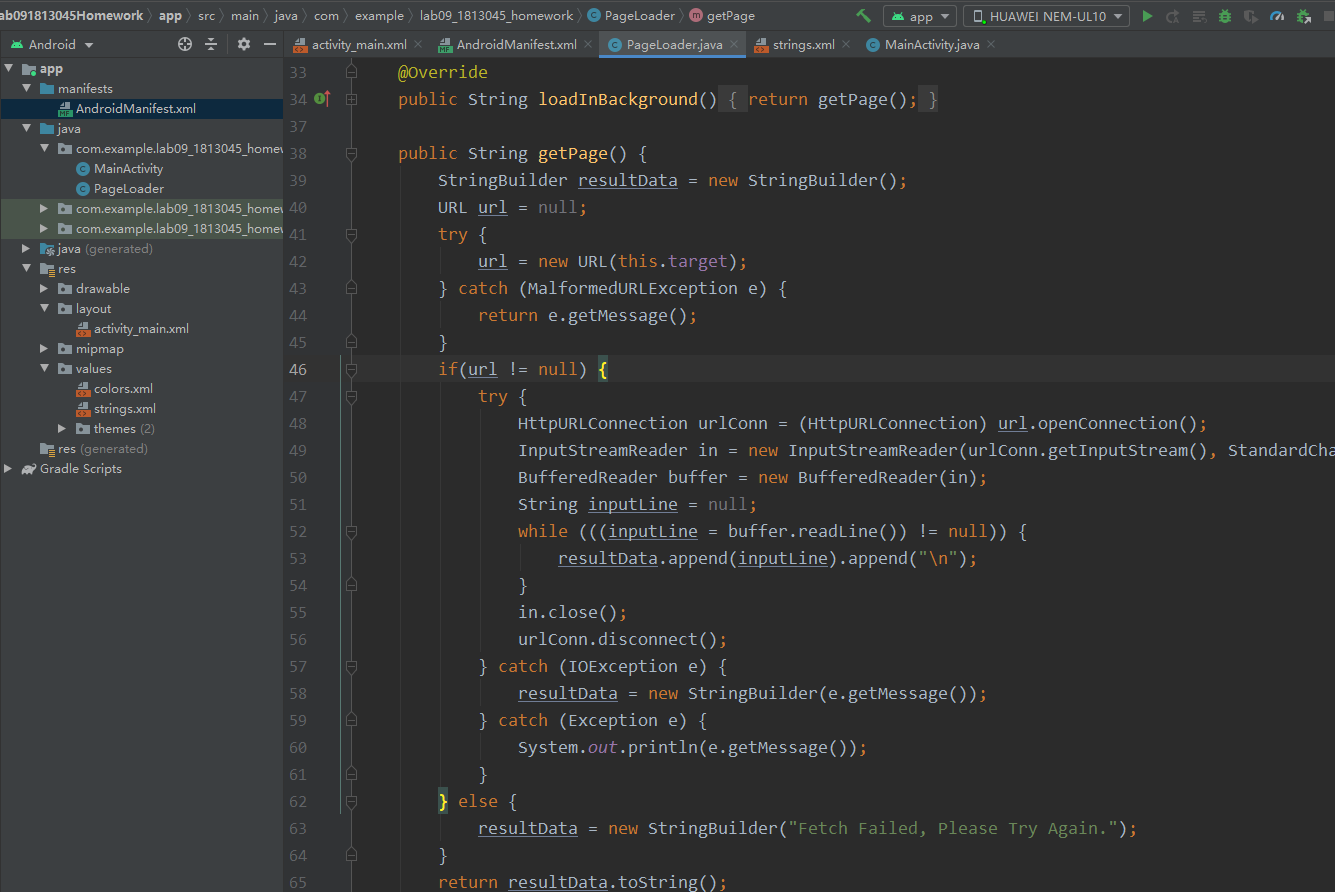 ab091813045Homework app src main java com example lab09_1813045_homework PageLoader getPage app HUAWEI NEM-UL10
Android activity_main.xml AndroidManifest.xml PageLoader.java strings.xml MainActivity.java
app
manifests
AndroidManifest.xml
java
com.example.lab09_1813045_homew
MainActivity
PageLoader
com.example.lab09_1813045_homew
com.example.lab09_1813045_homew
java (generated)
res
drawable
layout
activity_main.xml
mipmap
values
colors.xml
strings.xml
themes (2)
res (generated)
Gradle Scripts
33 @Override
34 public String loadInBackground() { return getPage(); }
37
38 public String getPage() {
39 StringBuilder resultData = new StringBuilder();
40 URL url = null;
41 try {
42 url = new URL(this.target);
43 } catch (MalformedURLException e) {
44 return e.getMessage();
45 }
46 if(url != null) {
47 try {
48 HttpURLConnection urlConn = (HttpURLConnection) url.openConnection();
49 InputStreamReader in = new InputStreamReader(urlConn.getInputStream(), StandardCha
50 BufferedReader buffer = new BufferedReader(in);
51 String inputLine = null;
52 while (((inputLine = buffer.readLine()) != null)) {
53 resultData.append(inputLine).append("\n");
54 }
55 in.close();
56 urlConn.disconnect();
57 } catch (IOException e) {
58 resultData = new StringBuilder(e.getMessage());
59 } catch (Exception e) {
60 System.out.println(e.getMessage());
61 }
62 } else {
63 resultData = new StringBuilder("Fetch Failed, Please Try Again.");
64 }
65 return resultData.toString();